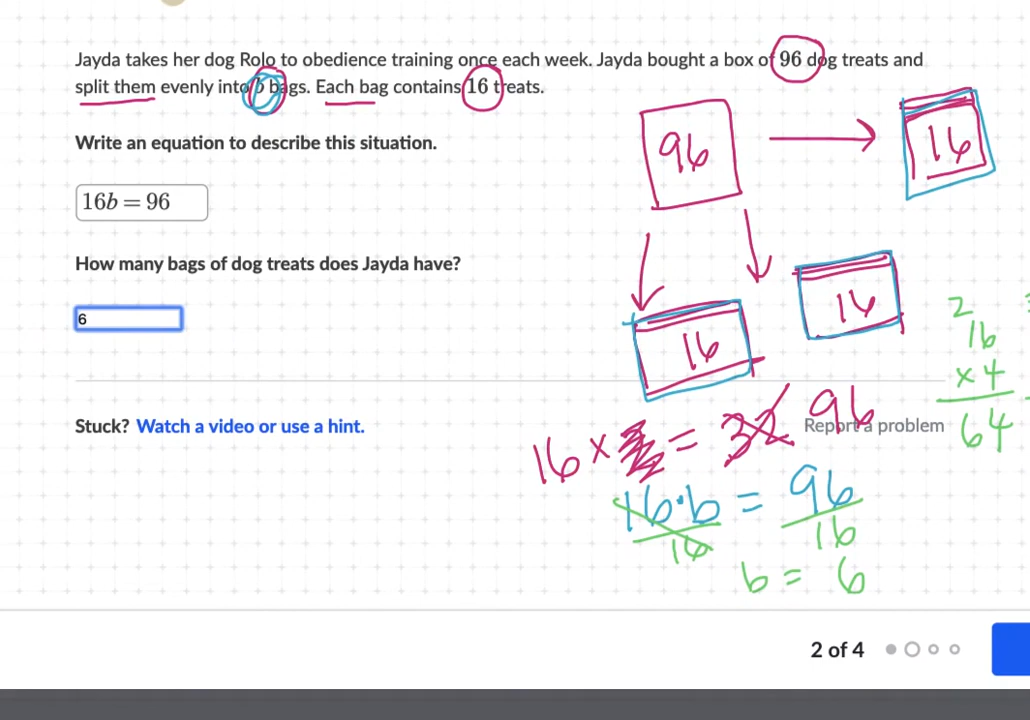 Jayda takes her dog Rolo to obedience training once each week. Jayda bought a box of 96 dog treats and
split them evenly into b bags. Each bag contains 16 treats.
Write an equation to describe this situation.
16b = 96
How many bags of dog treats does Jayda have?
6
Stuck? Watch a video or use a hint.
Report a problem
96
16
16
16
2
16
x 4
64
16 x = 32 96
16 · b = 96
16 16
b = 6
2 of 4